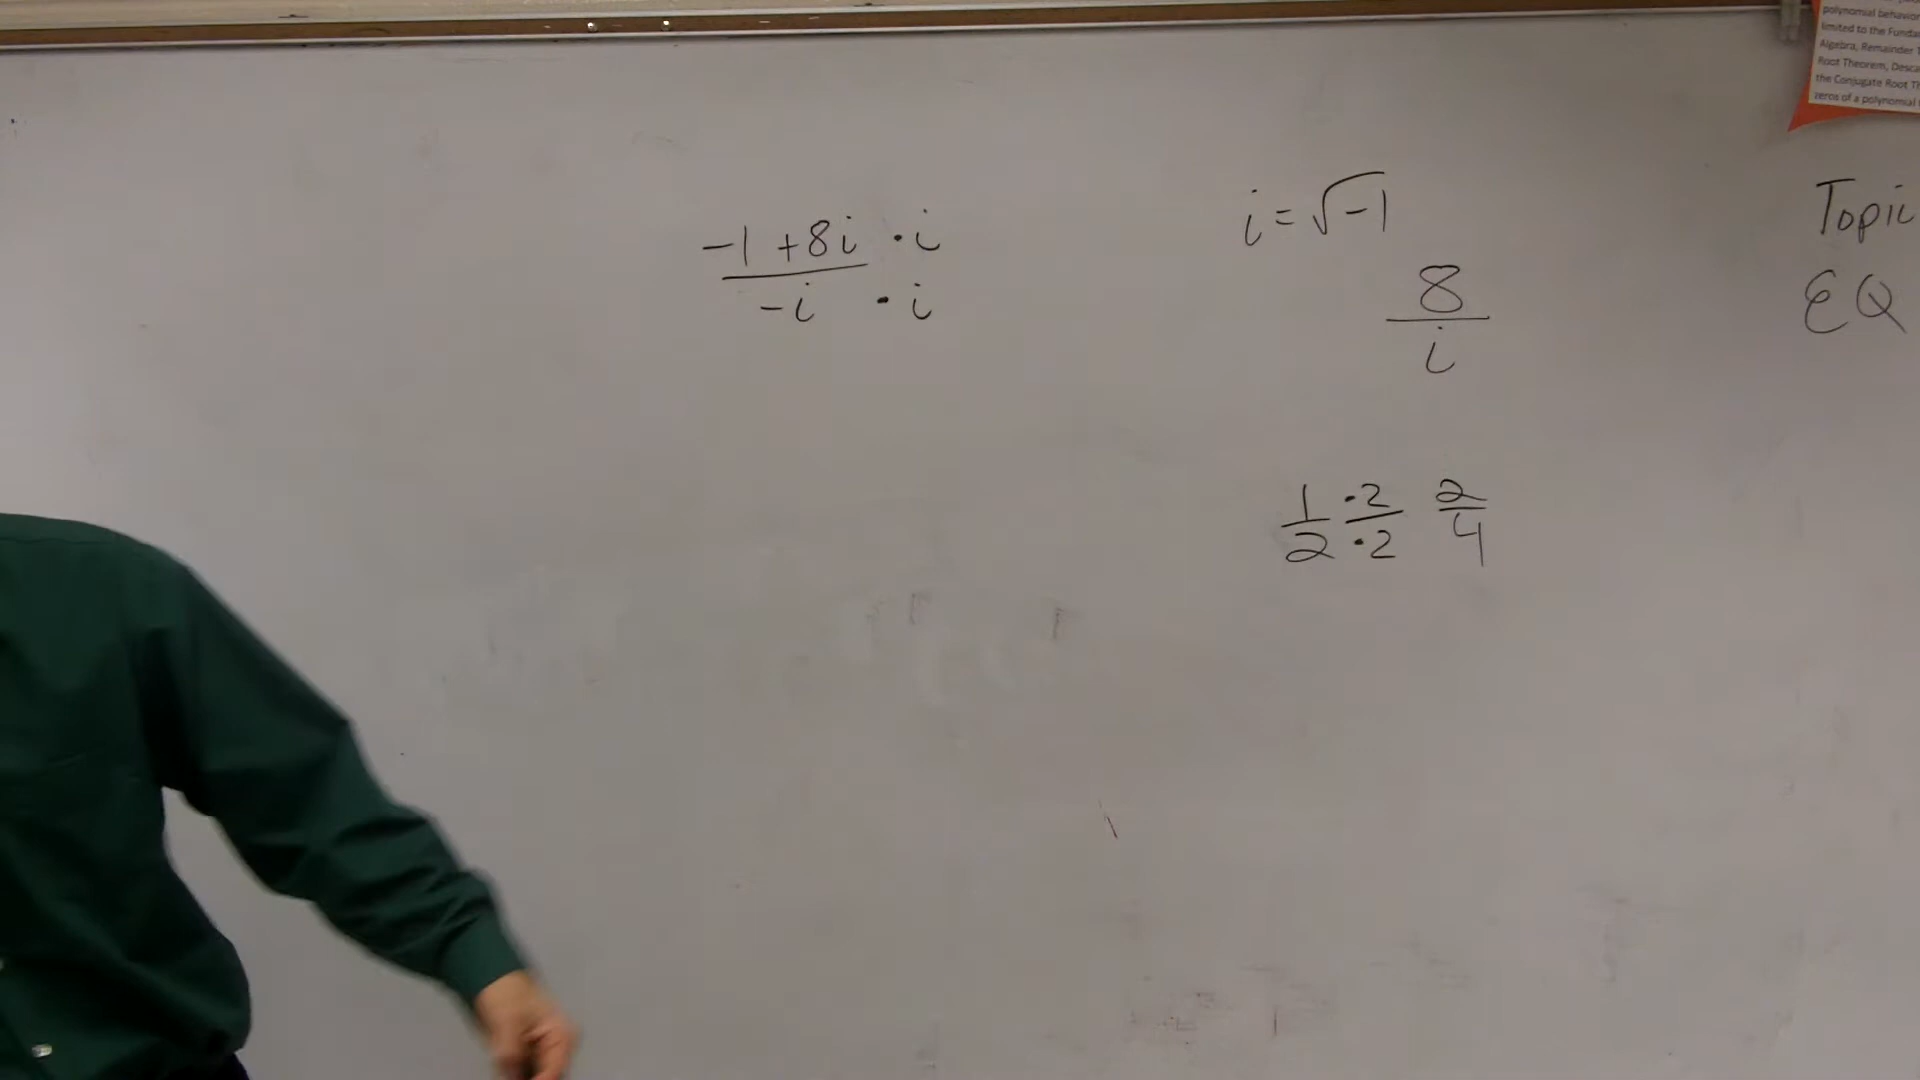 polynomial behavior
limited to the Funda
Algebra, Remainder T
Root Theorem, Desca
the Conjugate Root Th
zeros of a polynomial
-1 +8i · i
-i · i
i = √-1
8
i
1 ·2 2
2 ·2 4
Topic
EQ